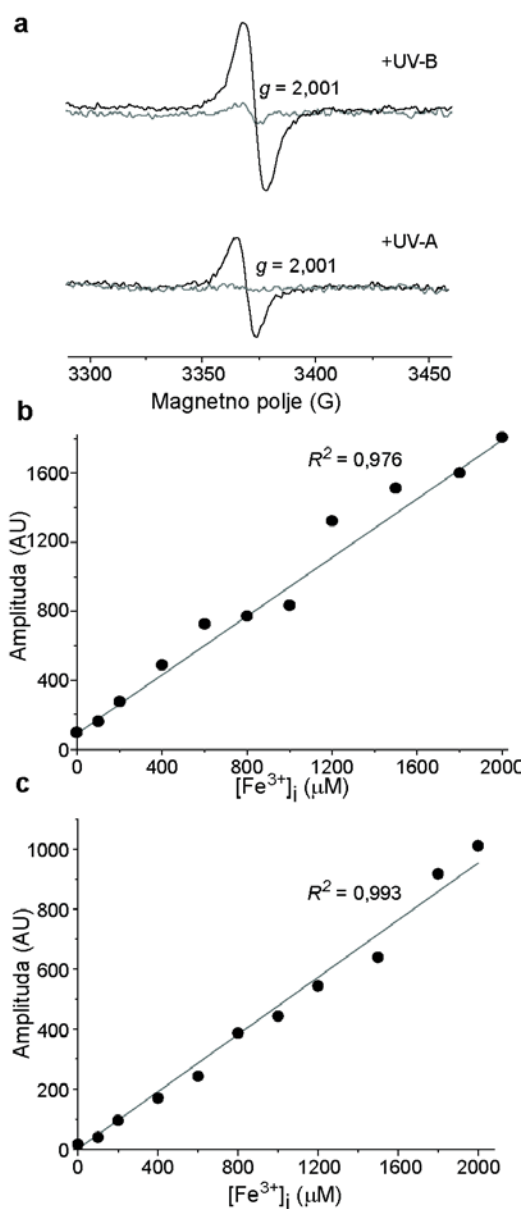 a
+UV-B
g = 2,001
+UV-A
g = 2,001
3300 3350 3400 3450
Magnetno polje (G)
b
R² = 0,976
Amplituda (AU)
1600
1200
800
400
0
0 400 800 1200 1600 2000
[Fe³⁺]i (µM)
c
R² = 0,993
Amplituda (AU)
1000
800
600
400
200
0
0 400 800 1200 1600 2000
[Fe³⁺]i (µM)